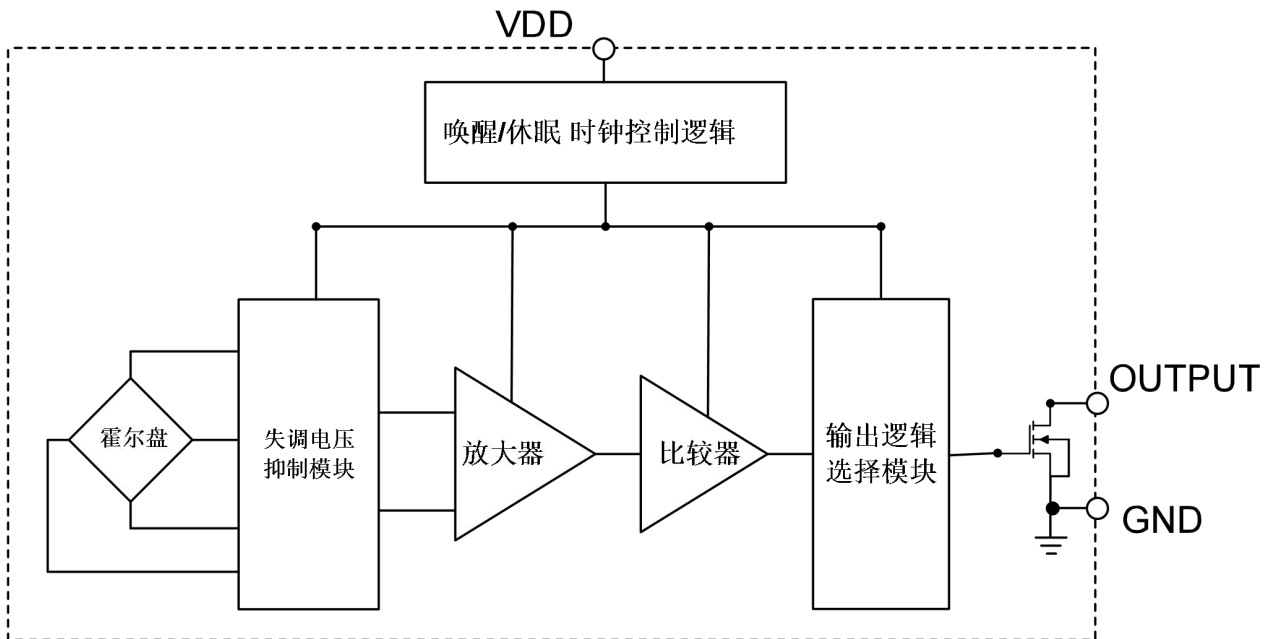 VDD
唤醒/休眠 时钟控制逻辑
霍尔盘
失调电压
抑制模块
放大器
比较器
输出逻辑
选择模块
OUTPUT
GND